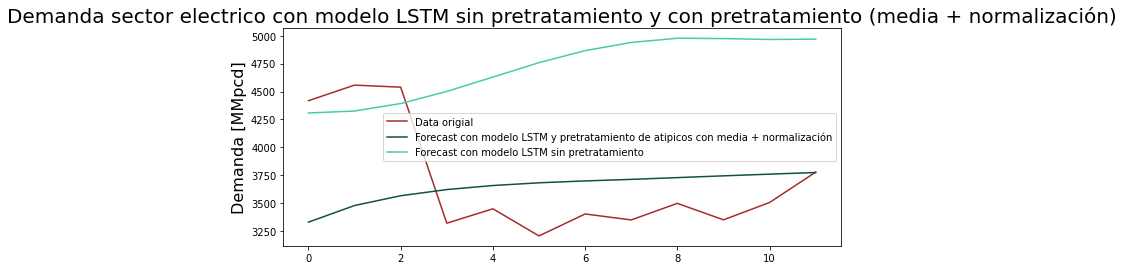 Demanda sector electrico con modelo LSTM sin pretratamiento y con pretratamiento (media + normalización)
Demanda [MMpcd]
5000
4750
4500
4250
4000
3750
3500
3250
Data origial
Forecast con modelo LSTM y pretratamiento de atipicos con media + normalización
Forecast con modelo LSTM sin pretratamiento
0 2 4 6 8 10